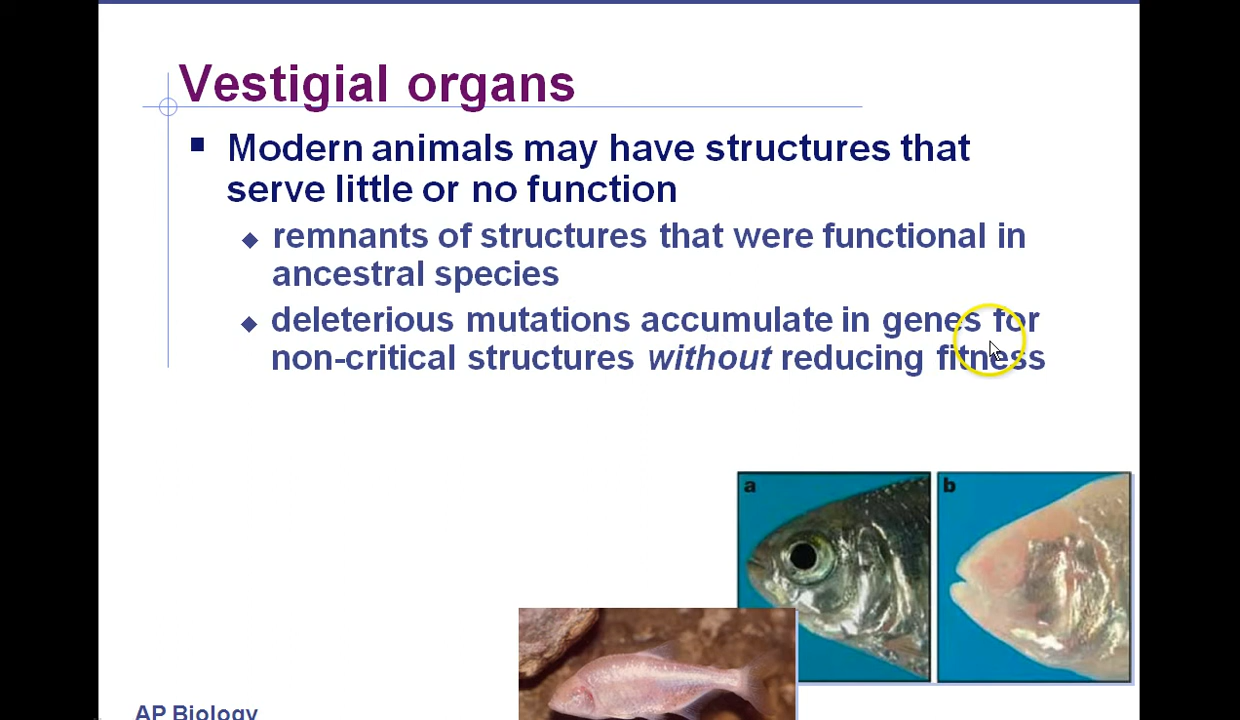 Vestigial organs
Modern animals may have structures that
serve little or no function
remnants of structures that were functional in
ancestral species
deleterious mutations accumulate in genes for
non-critical structures without reducing fitness
a
b
AP Biology